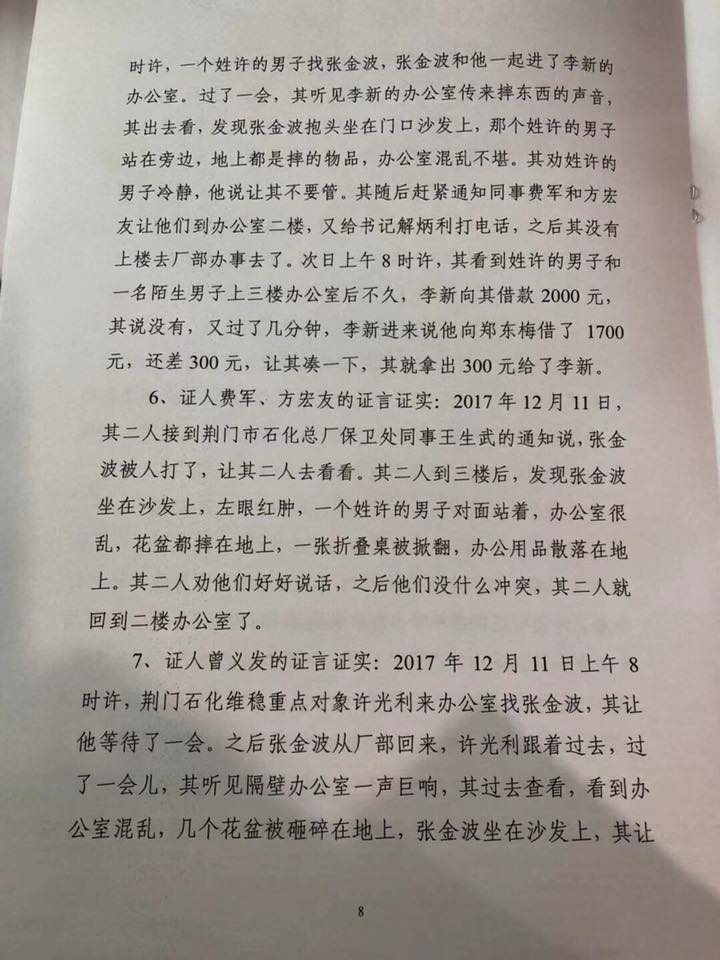 时许，一个姓许的男子找张金波，张金波和他一起进了李新的
办公室。过了一会，其听见李新的办公室传来摔东西的声音，
其出去看，发现张金波抱头坐在门口沙发上，那个姓许的男子
站在旁边，地上都是摔的物品，办公室混乱不堪。其劝姓许的
男子冷静，他说让其不要管。其随后赶紧通知同事费军和方宏
友让他们到办公室二楼，又给书记解炳利打电话，之后其没有
上楼去厂部办事去了。次日上午 8 时许，其看到姓许的男子和
一名陌生男子上三楼办公室后不久，李新向其借款 2000 元，
其说没有，又过了几分钟，李新进来说他向郑东梅借了 1700
元，还差 300 元，让其凑一下，其就拿出 300 元给了李新。
6、证人费军、方宏友的证言证实：2017 年 12 月 11 日，
其二人接到荆门市石化总厂保卫处同事王生武的通知说，张金
波被人打了，让其二人去看看。其二人到三楼后，发现张金波
坐在沙发上，左眼红肿，一个姓许的男子对面站着，办公室很
乱，花盆都摔在地上，一张折叠桌被掀翻，办公用品散落在地
上。其二人劝他们好好说话，之后他们没什么冲突，其二人就
回到二楼办公室了。
7、证人曾义发的证言证实：2017 年 12 月 11 日上午 8
时许，荆门石化维稳重点对象许光利来办公室找张金波，其让
他等待了一会。之后张金波从厂部回来，许光利跟着过去，过
了一会儿，其听见隔壁办公室一声巨响，其过去查看，看到办
公室混乱，几个花盆被砸碎在地上，张金波坐在沙发上，其让
8